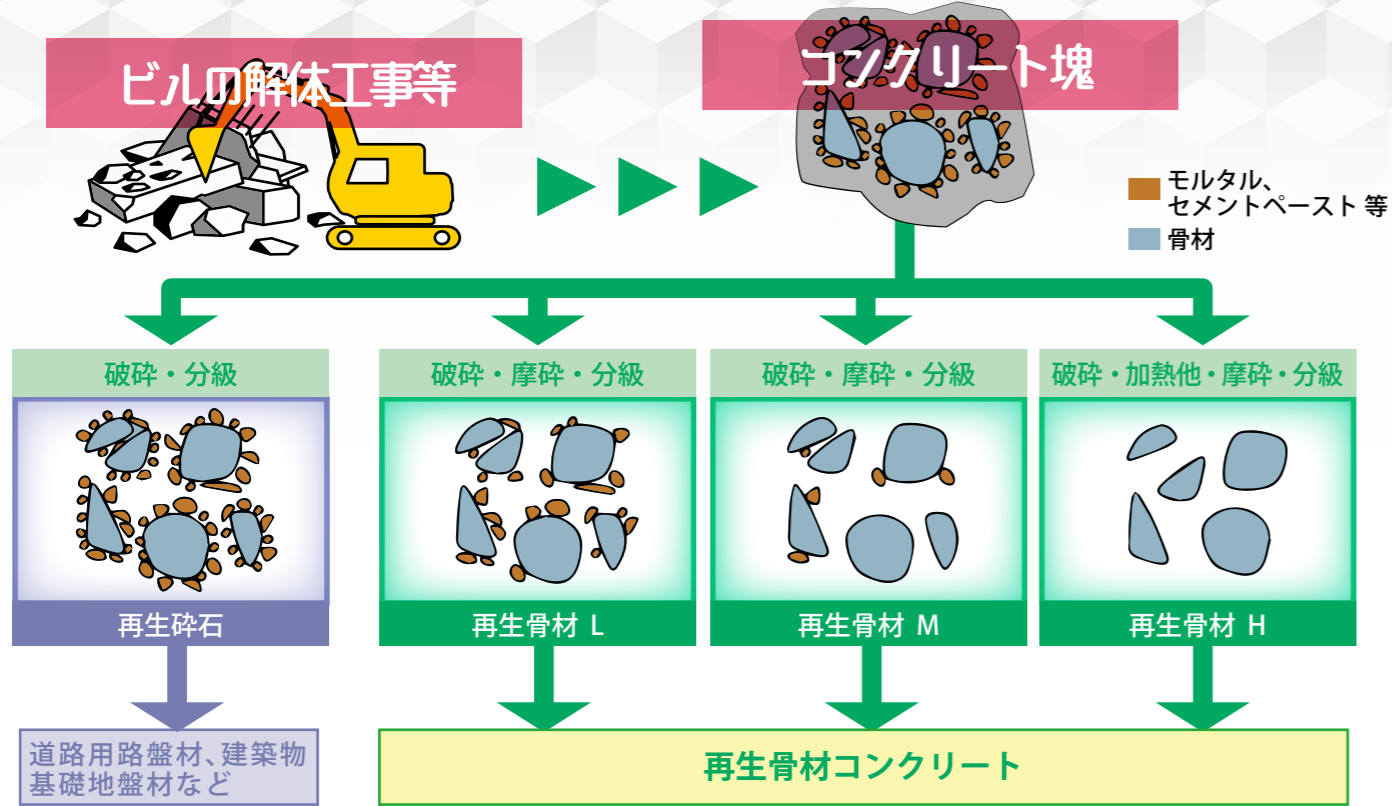 ビルの解体工事等
コンクリート塊
モルタル、
セメントペースト 等
骨材
破砕・分級
破砕・摩砕・分級
破砕・摩砕・分級
破砕・加熱他・摩砕・分級
再生砕石
再生骨材 L
再生骨材 M
再生骨材 H
道路用路盤材、建築物
基礎地盤材など
再生骨材コンクリート